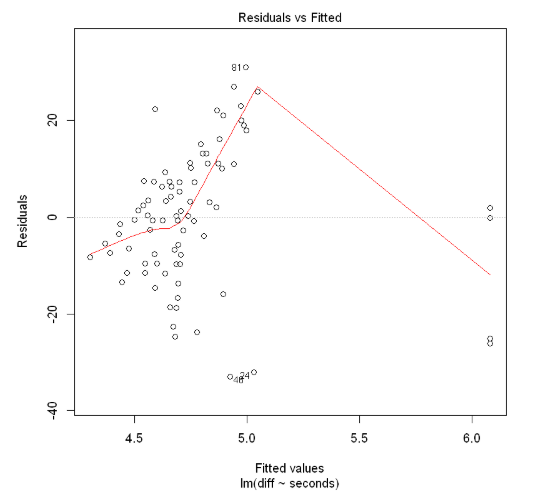 Residuals vs Fitted
Residuals
20
0
-20
-40
81
24
46
4.5
5.0
5.5
6.0
Fitted values
lm(diff ~ seconds)